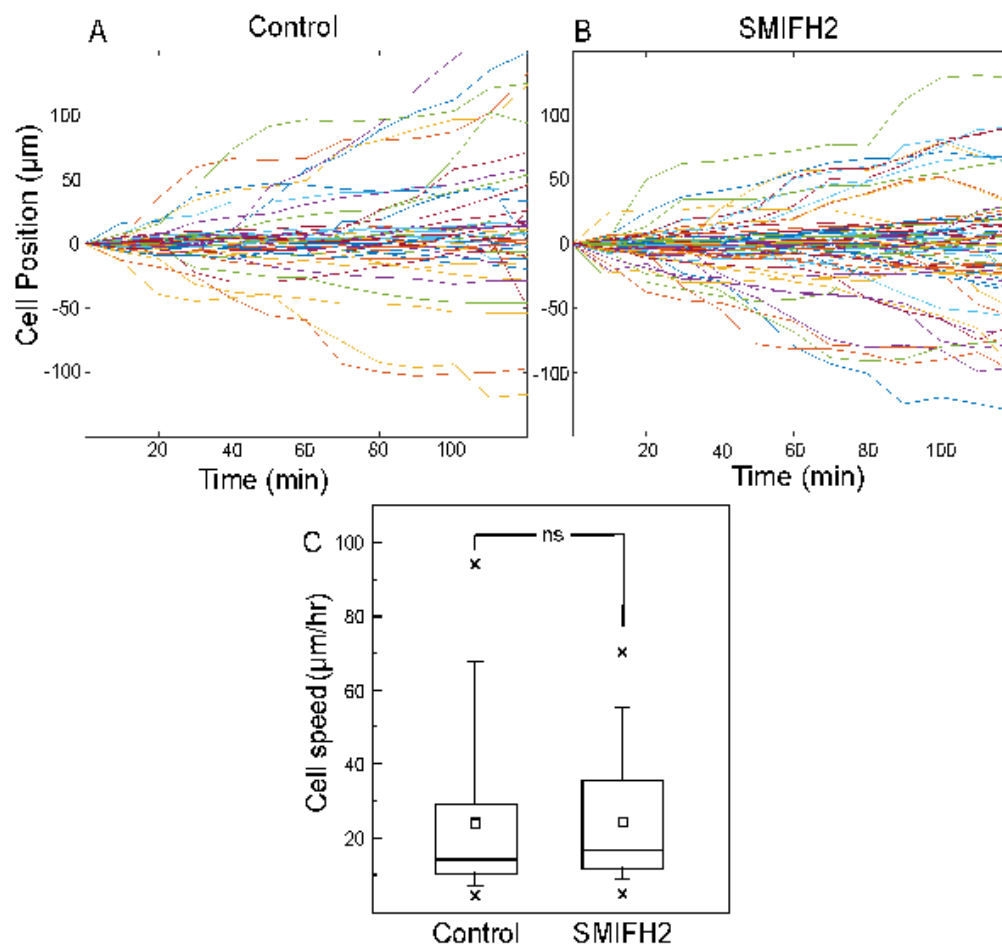 A Control
B SMIFH2
Cell Position (µm)
100
50
0
-50
-100
20 40 60 80 100
Time (min)
100
50
0
-50
-100
20 40 60 80 100
Time (min)
C
ns
Cell speed (µm/hr)
100
80
60
40
20
Control SMIFH2